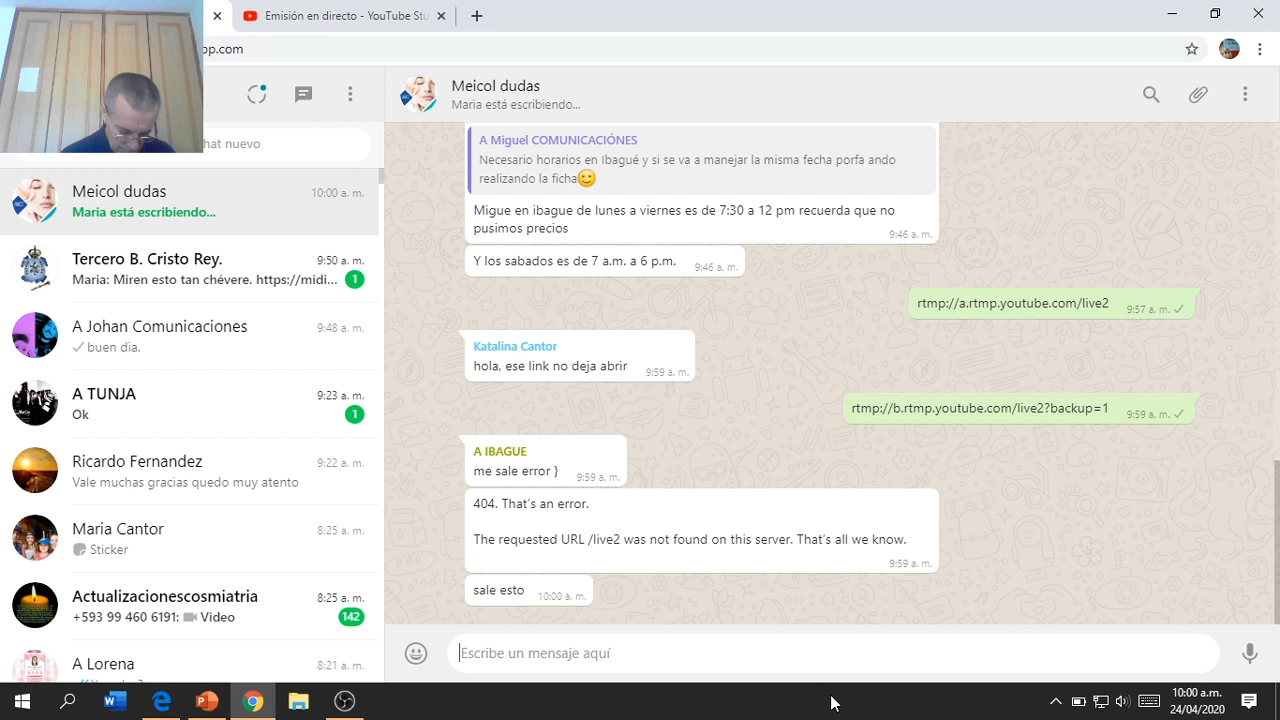 Emisión en directo - YouTube Stu
pp.com
hat nuevo
Meicol dudas
10:00 a. m.
Maria está escribiendo...
Tercero B. Cristo Rey.
9:50 a. m.
Maria: Miren esto tan chévere. https://midi...
1
A Johan Comunicaciones
9:48 a. m.
buen dia.
A TUNJA
9:23 a. m.
Ok
1
Ricardo Fernandez
9:22 a. m.
Vale muchas gracias quedo muy atento
Maria Cantor
8:25 a. m.
Sticker
Actualizacionescosmiatria
8:25 a. m.
+593 99 460 6191: Video
142
A Lorena
8:21 a. m.
Meicol dudas
Maria está escribiendo...
A Miguel COMUNICACIÓNES
Necesario horarios en Ibagué y si se va a manejar la misma fecha porfa ando
realizando la ficha
Migue en ibague de lunes a viernes es de 7:30 a 12 pm recuerda que no
pusimos precios
9:46 a. m.
Y los sabados es de 7 a.m. a 6 p.m.
9:46 a. m.
rtmp://a.rtmp.youtube.com/live2
9:57 a. m.
Katalina Cantor
hola, ese link no deja abrir
9:59 a. m.
rtmp://b.rtmp.youtube.com/live2?backup=1
9:59 a. m.
A IBAGUE
me sale error }
9:59 a. m.
404. That's an error.
The requested URL /live2 was not found on this server. That's all we know.
9:59 a. m.
sale esto
10:00 a. m.
Escribe un mensaje aquí
10:00 a.m.
24/04/2020